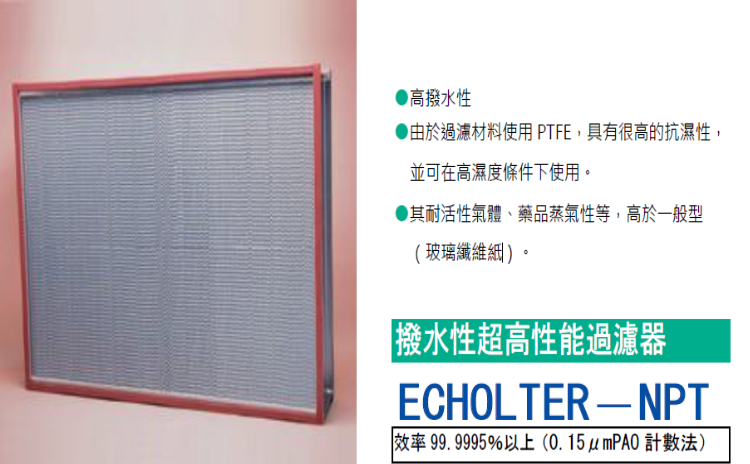 ●高撥水性
●由於過濾材料使用 PTFE，具有很高的抗濕性，
並可在高濕度條件下使用。
●其耐活性氣體、藥品蒸氣性等，高於一般型
（玻璃纖維紙）。
撥水性超高性能過濾器
ECHOLTER—NPT
效率 99.9995%以上（0.15μmPAO 計數法）